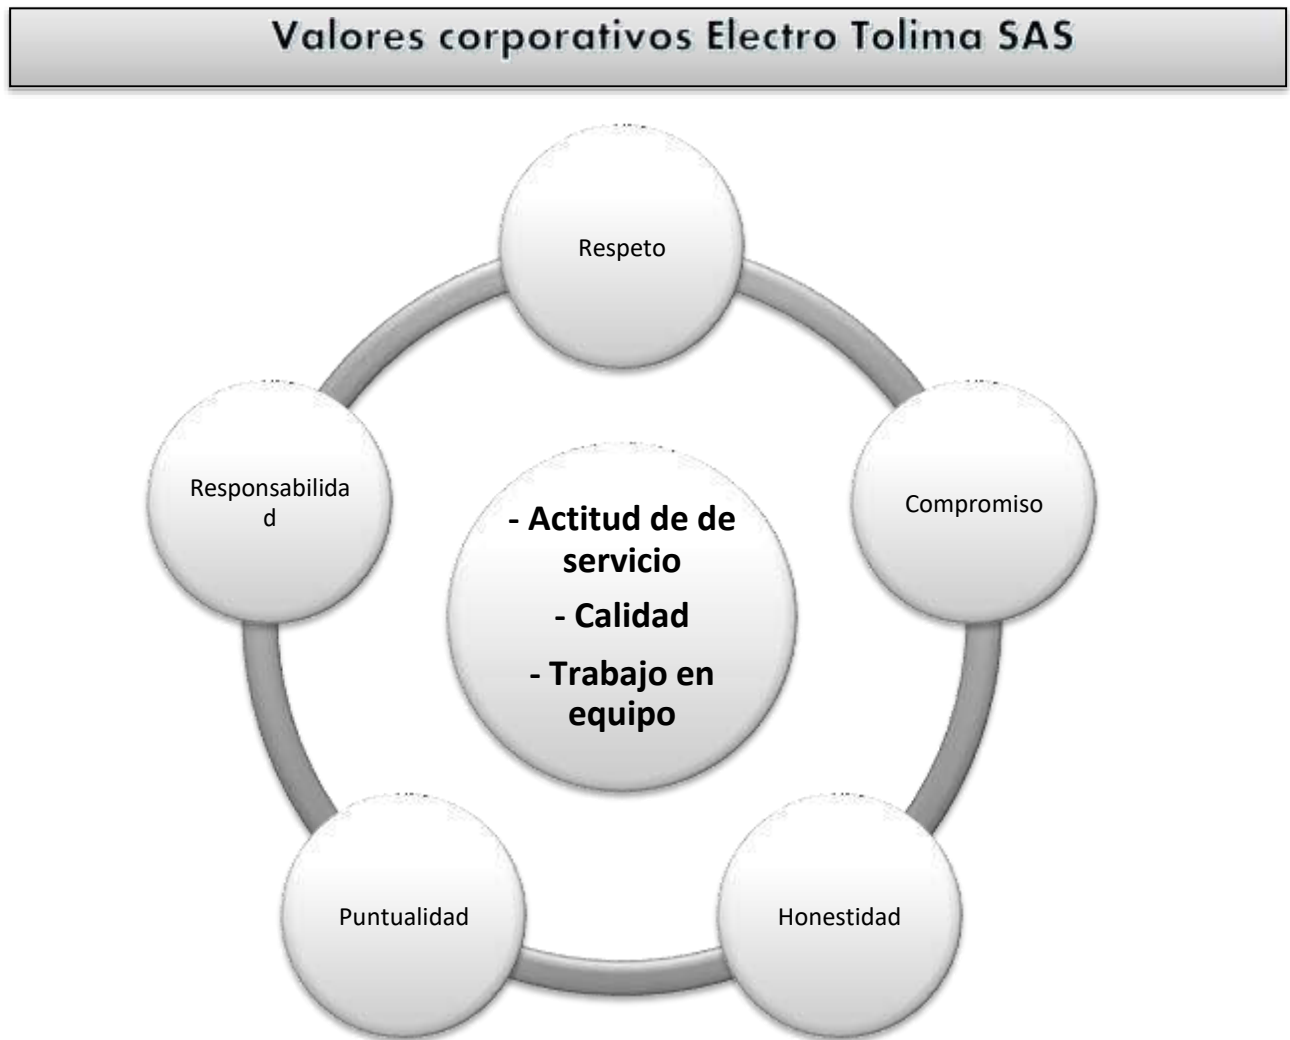 Valores corporativos Electro Tolima SAS
Respeto
Responsabilida
d
Compromiso
- Actitud de de
servicio
- Calidad
- Trabajo en
equipo
Puntualidad
Honestidad